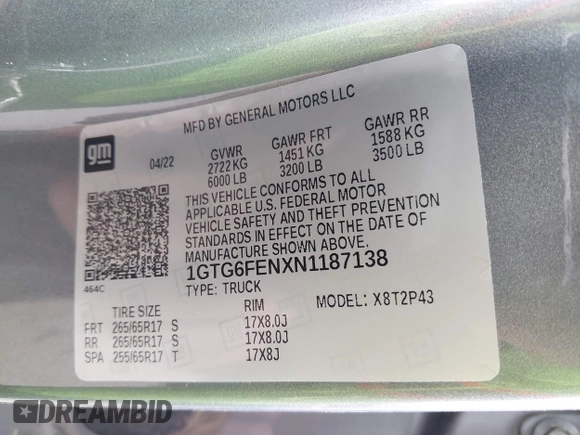 MFD BY GENERAL MOTORS LLC
gm
04/22
GVWR GAWR FRT GAWR RR
2722 KG 1451 KG 1588 KG
6000 LB 3200 LB 3500 LB
THIS VEHICLE CONFORMS TO ALL
APPLICABLE U.S. FEDERAL MOTOR
VEHICLE SAFETY AND THEFT PREVENTION
STANDARDS IN EFFECT ON THE DATE OF
MANUFACTURE SHOWN ABOVE.
464C
1GTG6FENXN1187138
TYPE: TRUCK MODEL: X8T2P43
TIRE SIZE RIM
FRT 265/65R17 S 17X8.0J
RR 265/65R17 S 17X8.0J
SPA 255/65R17 T 17X8J
DREAMBID